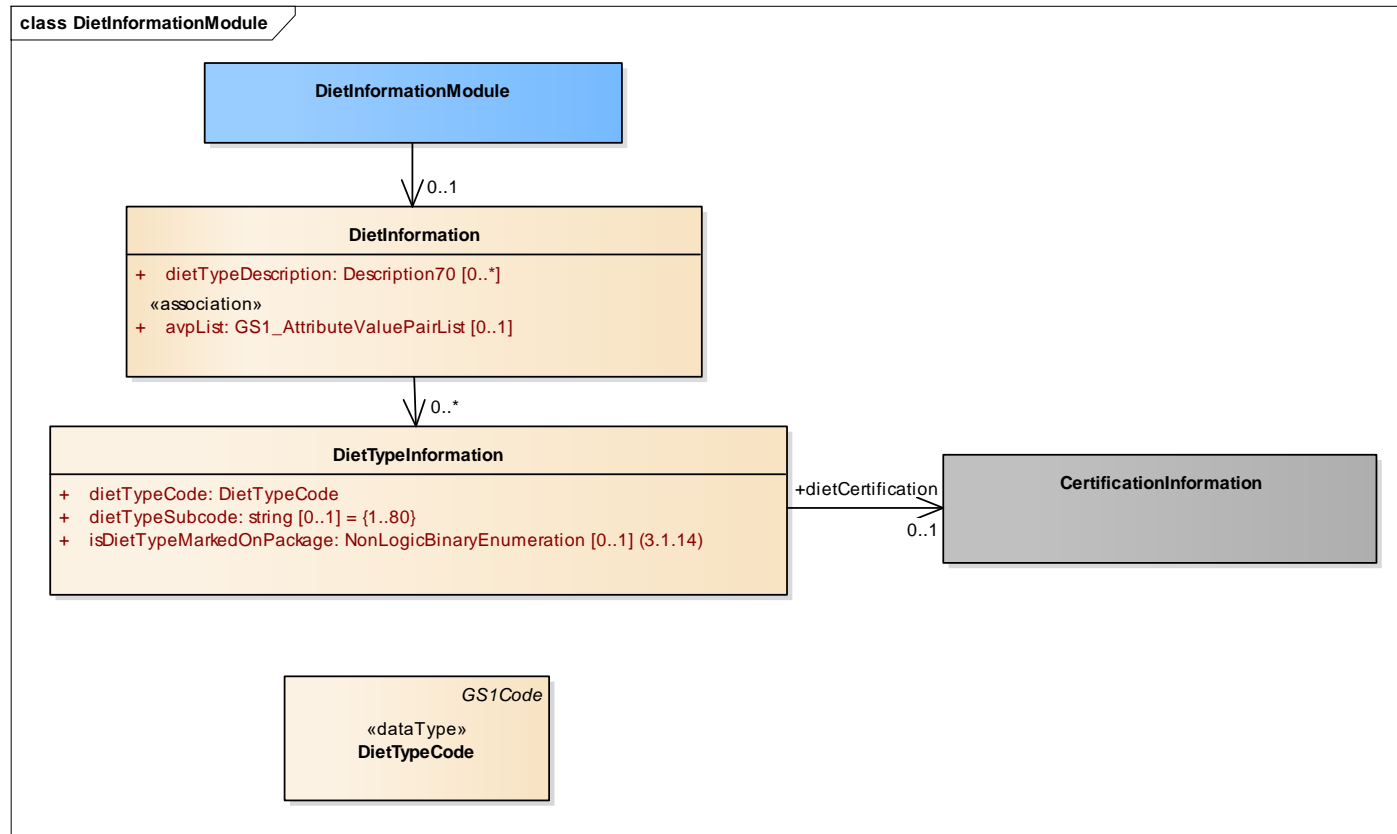 class DietInformationModule
DietInformationModule
0..1
DietInformation
+ dietTypeDescription: Description70 [0..*]
«association»
+ avpList: GS1_AttributeValuePairList [0..1]
0..*
DietTypeInformation
+ dietTypeCode: DietTypeCode
+ dietTypeSubcode: string [0..1] = {1..80}
+ isDietTypeMarkedOnPackage: NonLogicBinaryEnumeration [0..1] (3.1.14)
+dietCertification
0..1
CertificationInformation
GS1Code
«dataType»
DietTypeCode